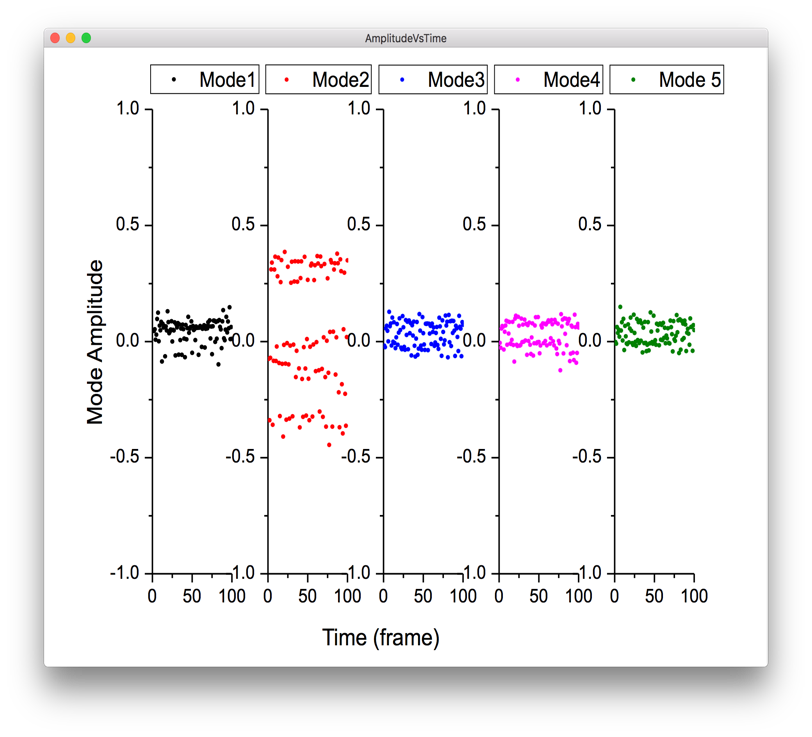 AmplitudeVsTime
Mode1 Mode2 Mode3 Mode4 Mode 5
1.0 1.0 1.0 1.0 1.0
0.5 0.5 0.5 0.5 0.5
0.0 0.0 0.0 0.0 0.0
-0.5 -0.5 -0.5 -0.5 -0.5
-1.0 -1.0 -1.0 -1.0 -1.0
0 50 100 0 50 100 0 50 100 0 50 100 0 50 100
Mode Amplitude
Time (frame)